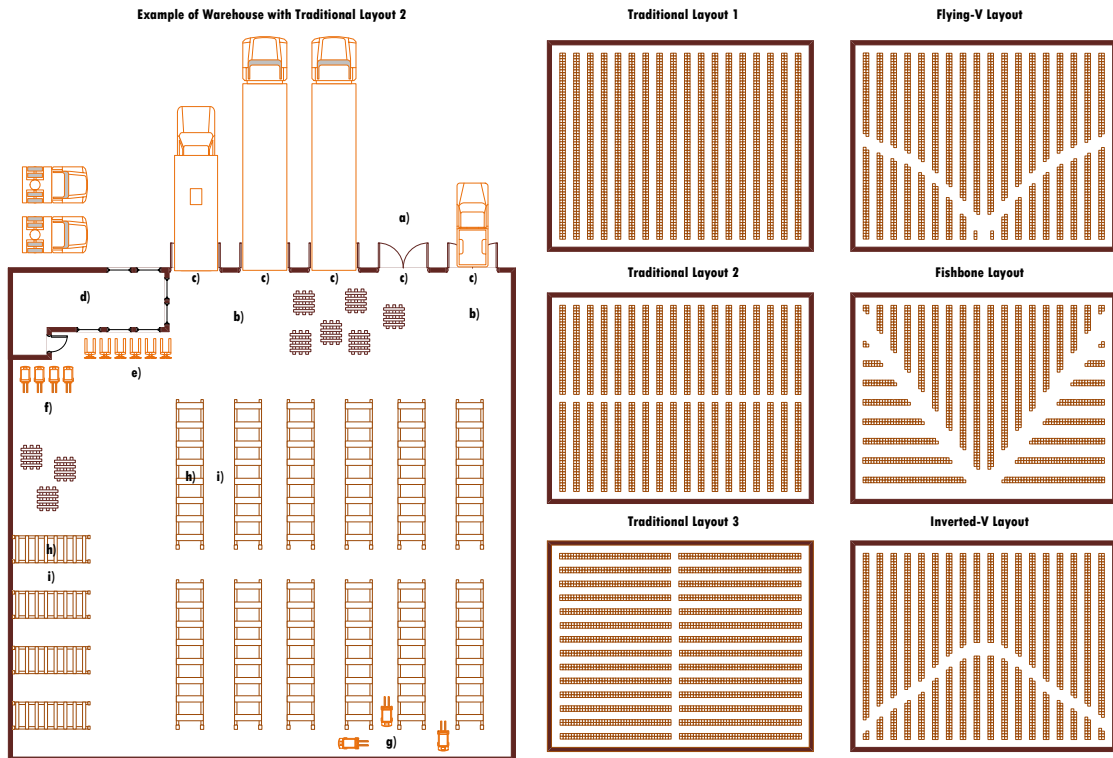 Example of Warehouse with Traditional Layout 2
a)
c)
c)
c)
c)
c)
d)
b)
b)
e)
f)
h)
i)
h)
i)
g)
Traditional Layout 1
Flying-V Layout
Traditional Layout 2
Fishbone Layout
Traditional Layout 3
Inverted-V Layout